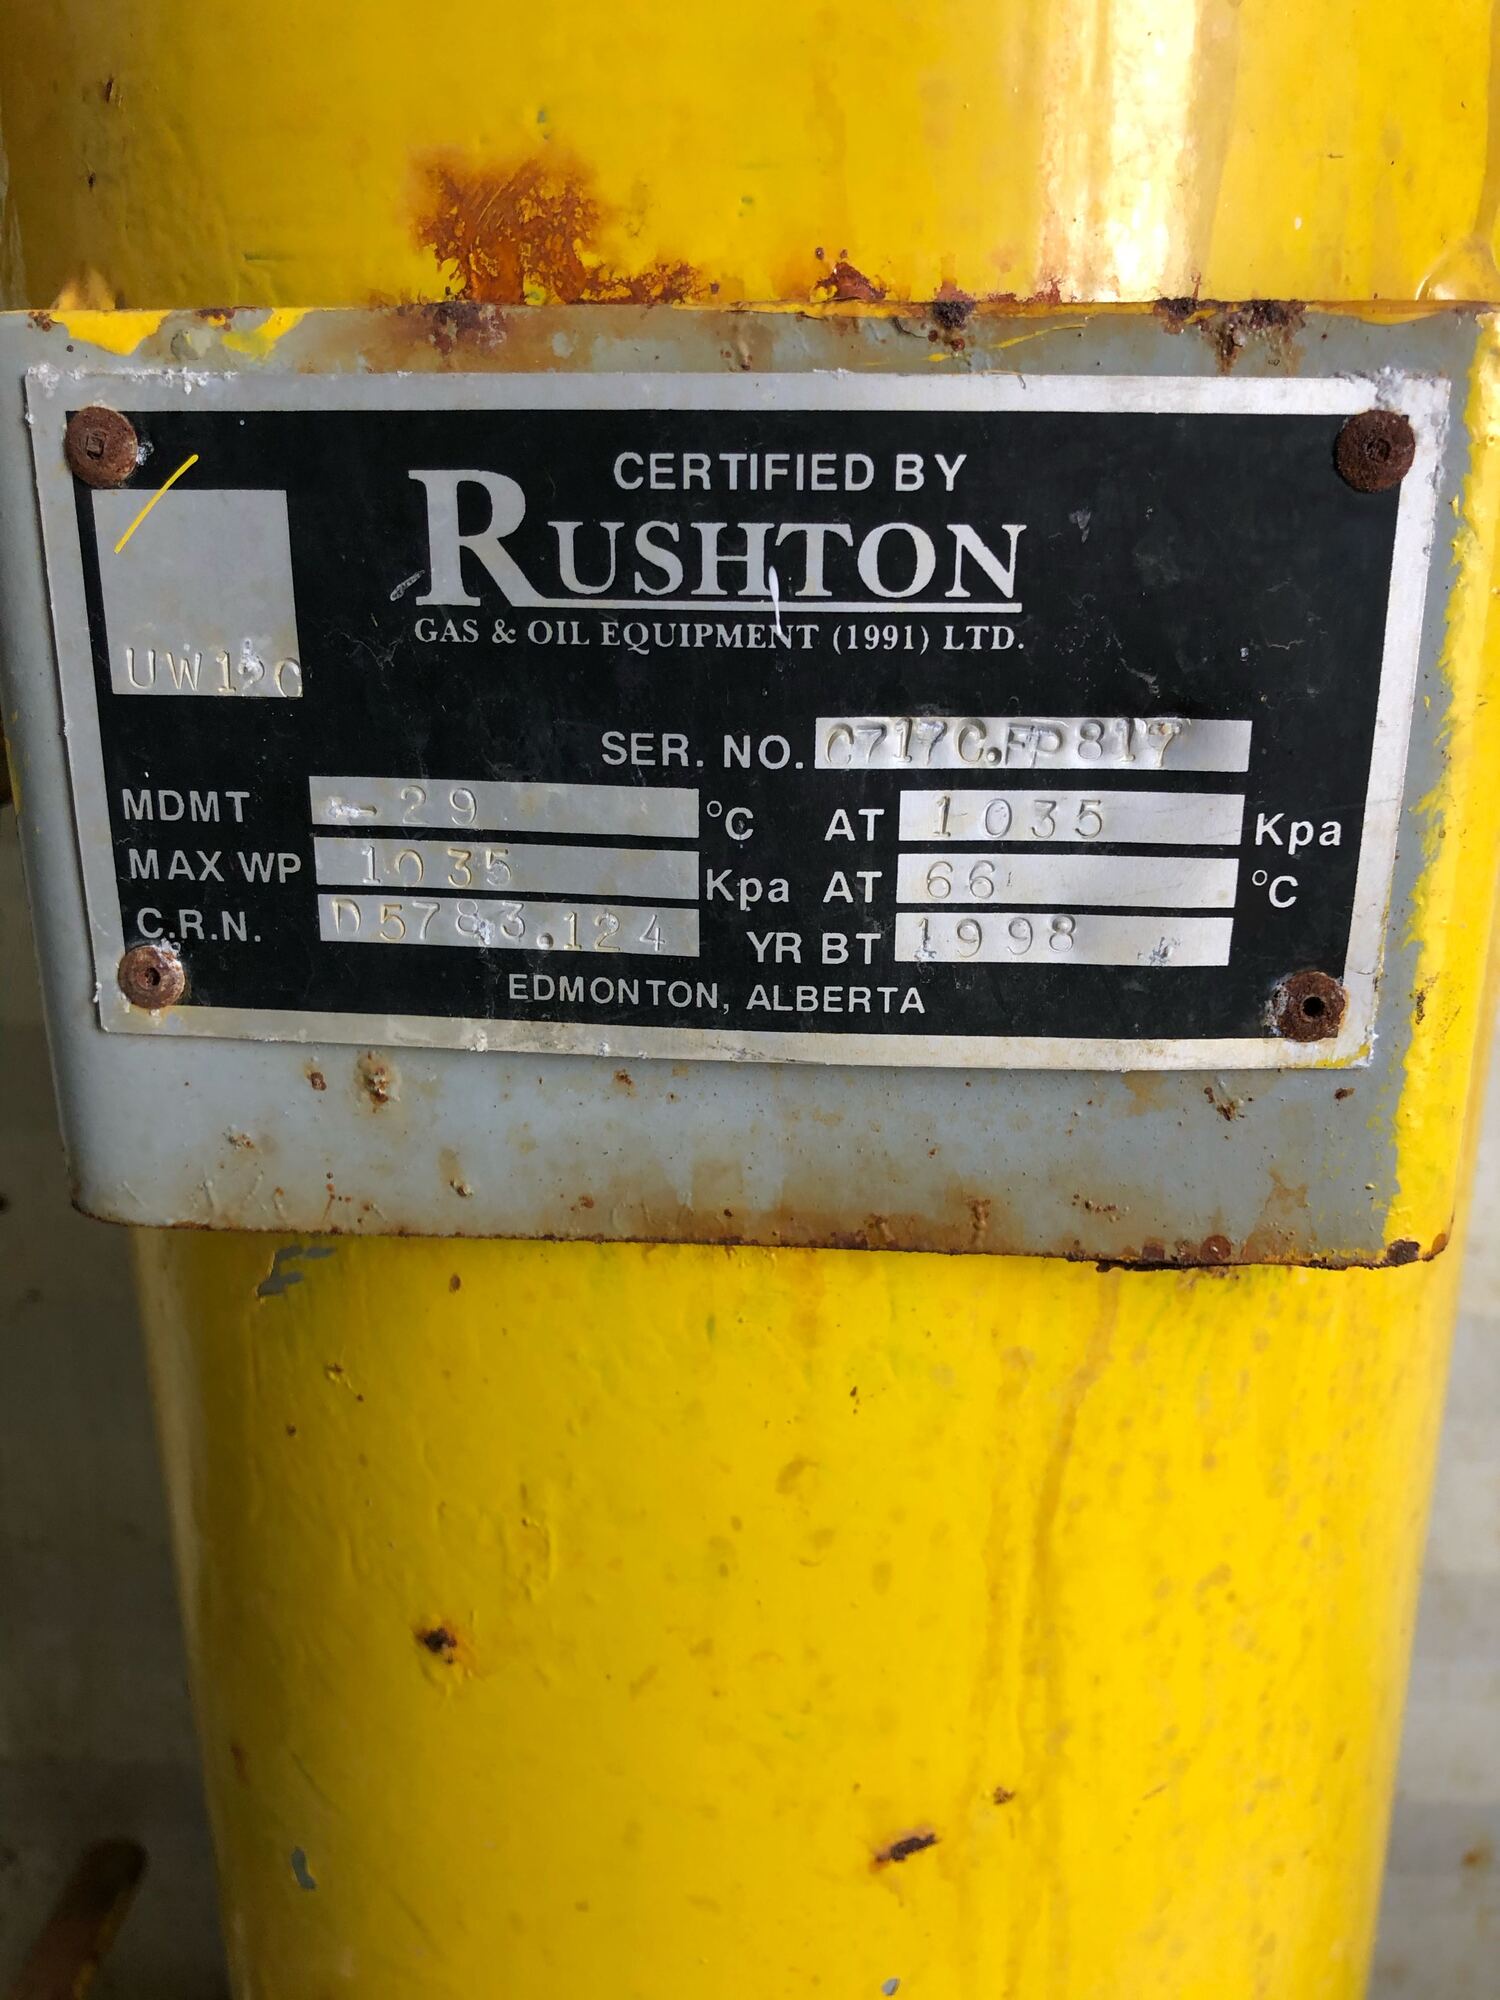 CERTIFIED BY
RUSHTON
GAS & OIL EQUIPMENT (1991) LTD.
UW12C
SER. NO. C717C.FP817
MDMT -29 °C AT 1035 Kpa
MAX WP 1035 Kpa AT 66 °C
C.R.N. D5783.124 YR BT 1998
EDMONTON, ALBERTA